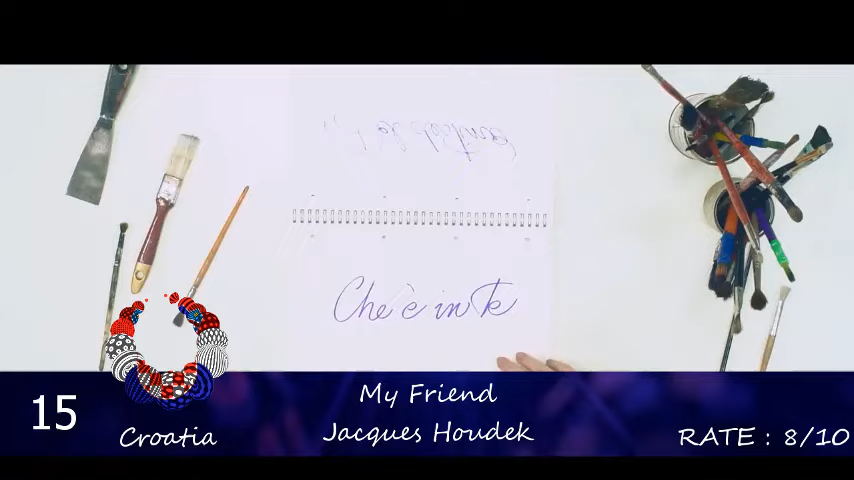 Che c'è in te
15
Croatia
My Friend
Jacques Houdek
RATE : 8/10